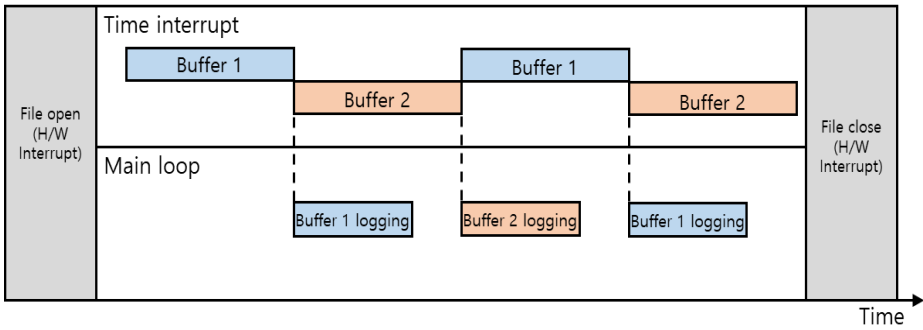 Time interrupt
Buffer 1
Buffer 1
Buffer 2
Buffer 2
File open
(H/W
Interrupt)
File close
(H/W
Interrupt)
Main loop
Buffer 1 logging
Buffer 2 logging
Buffer 1 logging
Time